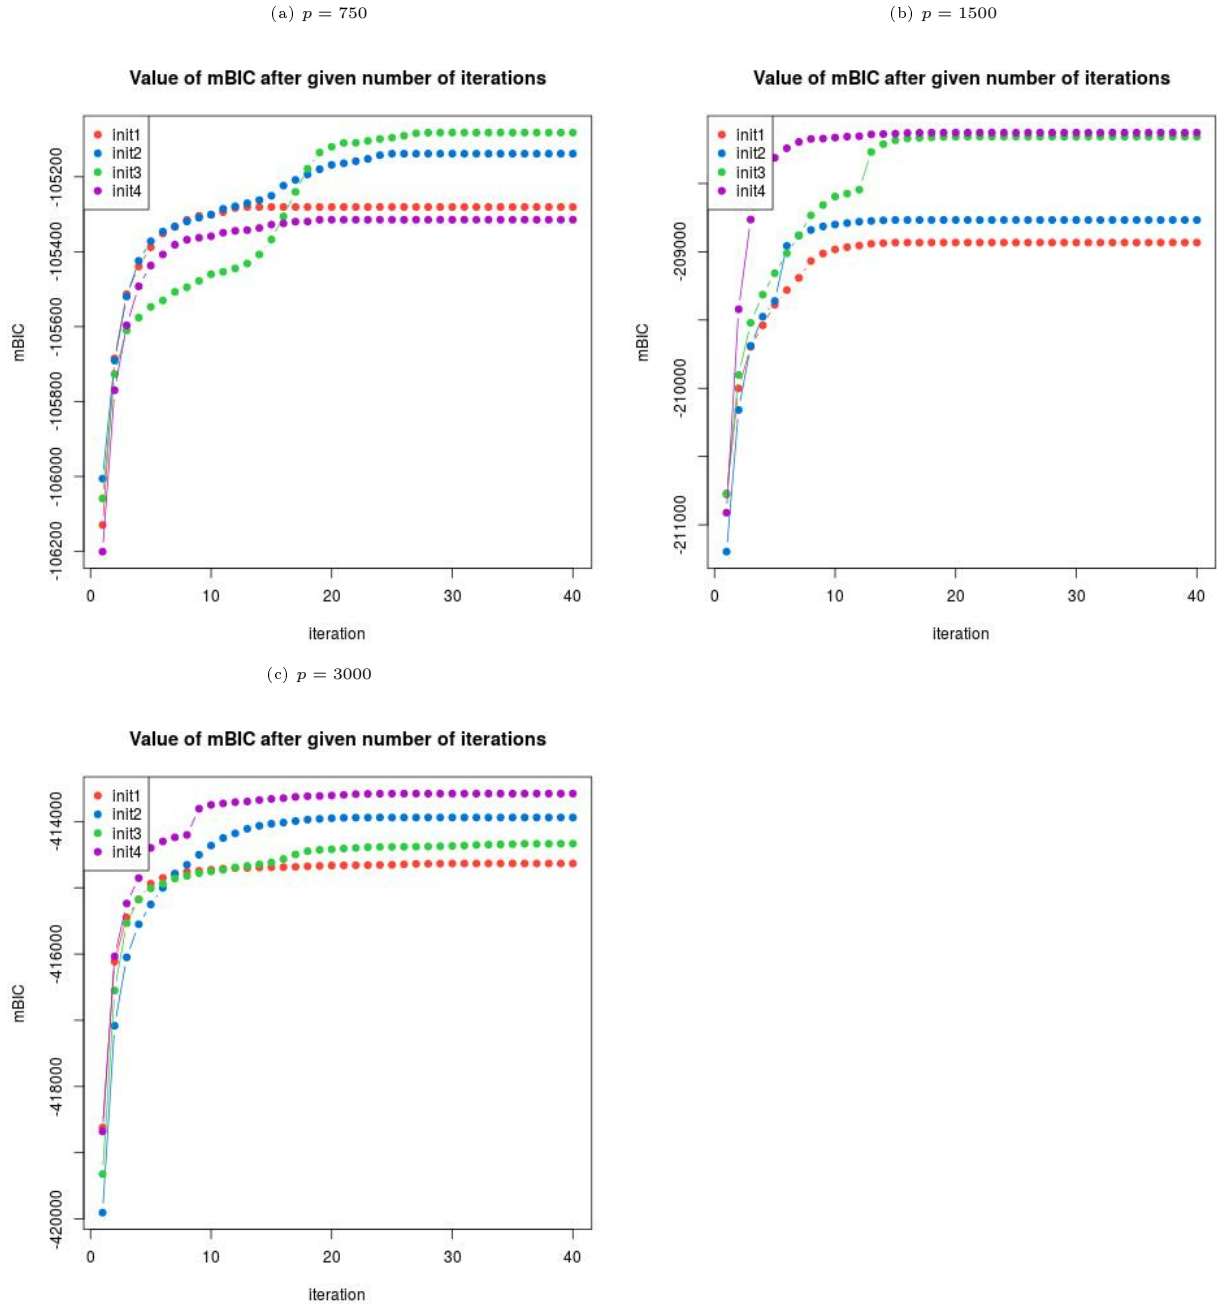 (a) p = 750
Value of mBIC after given number of iterations
init1
init2
init3
init4
mBIC
-105200
-105400
-105600
-105800
-106000
-106200
0 10 20 30 40
iteration
(b) p = 1500
Value of mBIC after given number of iterations
init1
init2
init3
init4
mBIC
-209000
-210000
-211000
0 10 20 30 40
iteration
(c) p = 3000
Value of mBIC after given number of iterations
init1
init2
init3
init4
mBIC
-414000
-416000
-418000
-420000
0 10 20 30 40
iteration